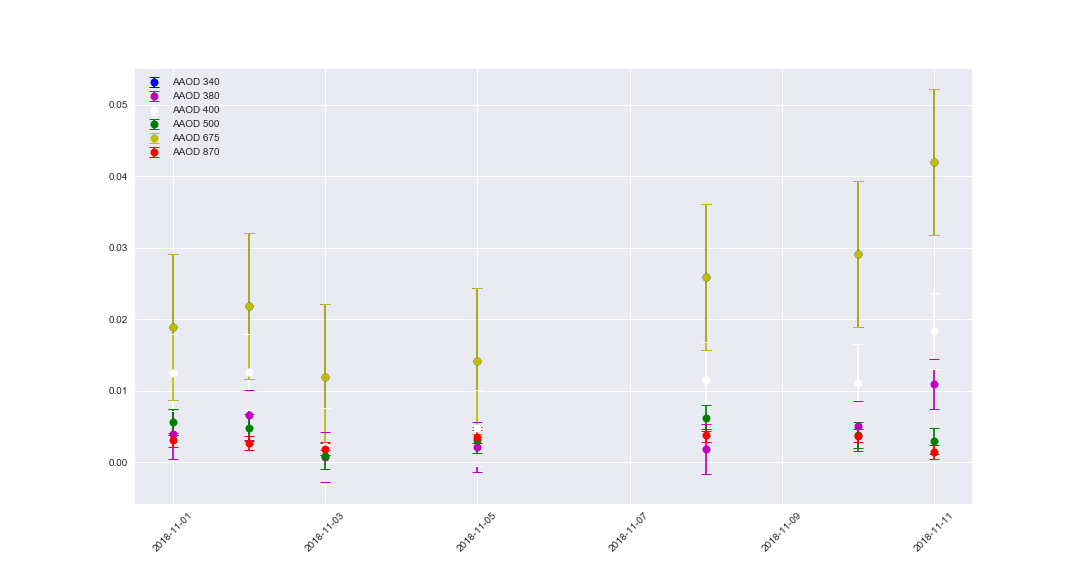 AAOD 340
AAOD 380
AAOD 400
AAOD 500
AAOD 675
AAOD 870
0.05
0.04
0.03
0.02
0.01
0.00
2018-11-01
2018-11-03
2018-11-05
2018-11-07
2018-11-09
2018-11-11